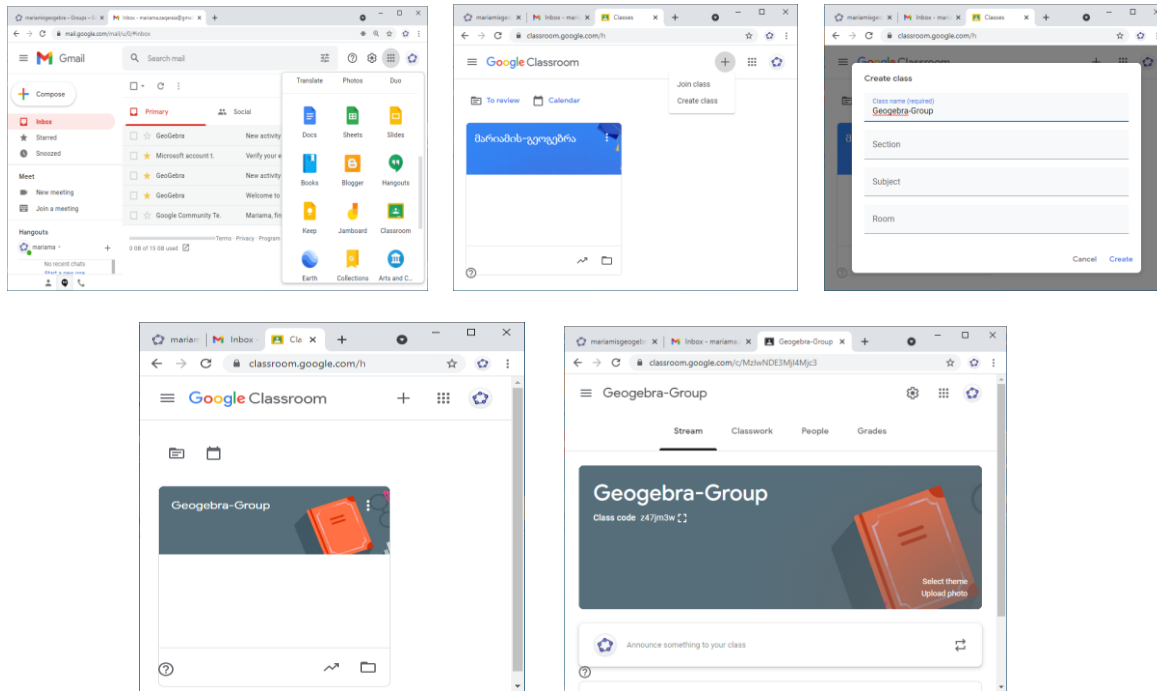 mariamisgeogebra - Groups - G
Inbox - mariama.zaqaraia@gma
mail.google.com/mail/u/0/#inbox
Gmail
Search mail
Compose
Inbox
Starred
Snoozed
Meet
New meeting
Join a meeting
Hangouts
mariama
No recent chats
Start a new one
Primary
Social
GeoGebra New activity
Microsoft account t. Verify your e
GeoGebra New activity
GeoGebra Welcome to
Google Community Te. Mariama, fin
0 GB of 15 GB used
Terms · Privacy · Program
Translate Photos Duo
Docs Sheets Slides
Books Blogger Hangouts
Keep Jamboard Classroom
Earth Collections Arts and C...
mariamisgeo
Inbox - maria
Classes
classroom.google.com/h
Google Classroom
Join class
Create class
To review Calendar
მარიამის-გეოგებრა
mariamisgeo
Inbox - maria
Classes
classroom.google.com/h
Google Classroom
Create class
Class name (required)
Geogebra-Group
Section
Subject
Room
Cancel Create
mariam
Inbox -
Cla
classroom.google.com/h
Google Classroom
Geogebra-Group
mariamisgeogeb
Inbox - mariama
Geogebra-Group
classroom.google.com/c/MzIwNDE3MjI4Mjc3
Geogebra-Group
Stream Classwork People Grades
Geogebra-Group
Class code z47jm3w
Select theme
Upload photo
Announce something to your class